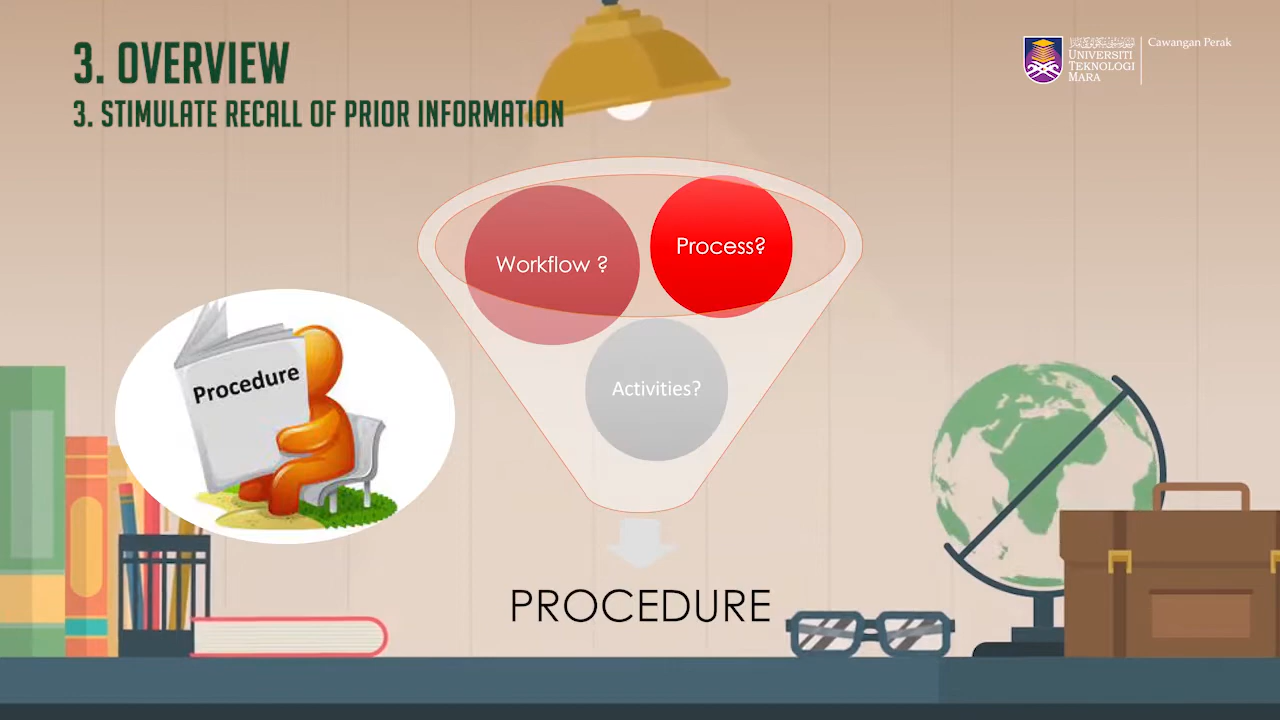 3. OVERVIEW
3. STIMULATE RECALL OF PRIOR INFORMATION
UNIVERSITI
TEKNOLOGI
MARA
Cawangan Perak
Workflow ?
Process?
Activities?
Procedure
PROCEDURE